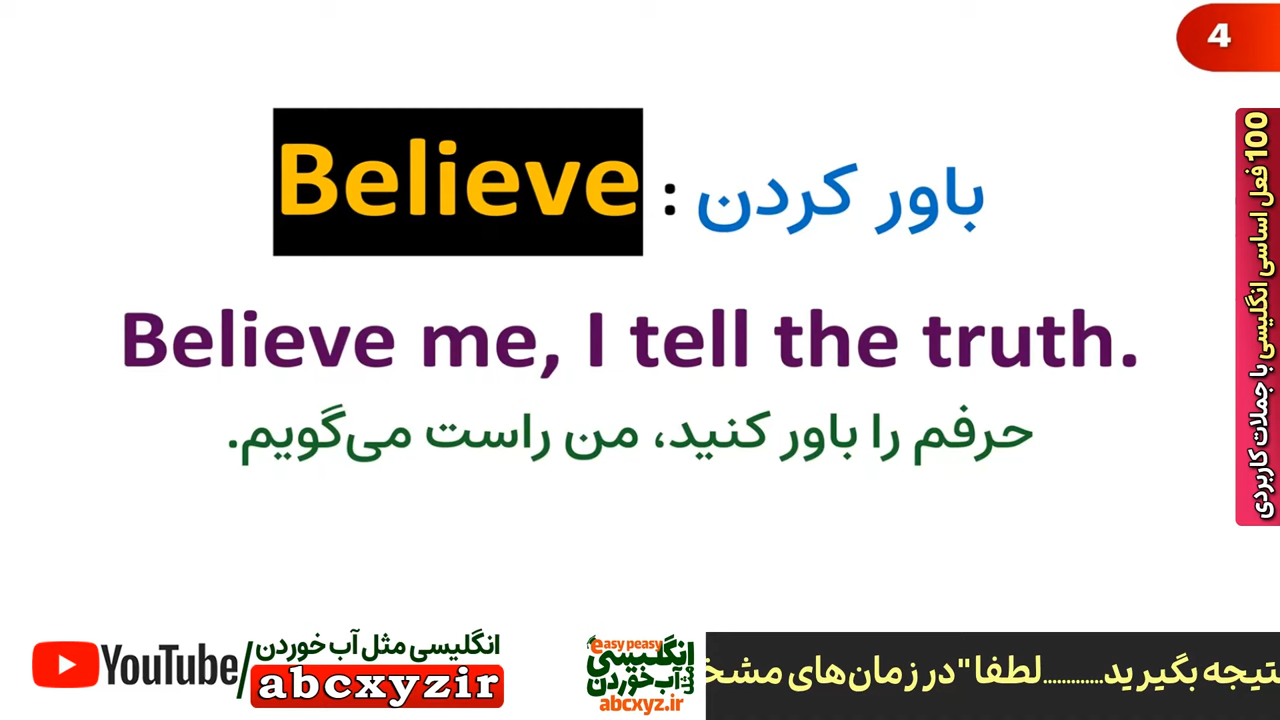 4
Believe : باور کردن
Believe me, I tell the truth.
حرفم را باور کنید، من راست می‌گویم.
100 فعل اساسی انگلیسی با جملات کاربردی
YouTube/
انگلیسی مثل آب خوردن
abcxyzir
easy peasy
انگلیسی
مثل آب خوردن
abcxyz.ir
بگیرید............لطفا "در زمان‌های